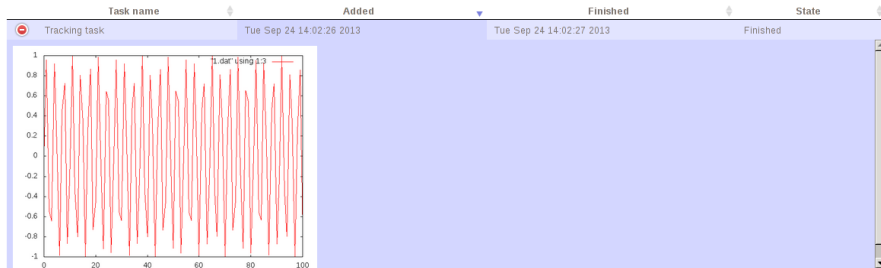 Task name Added Finished State
Tracking task Tue Sep 24 14:02:26 2013 Tue Sep 24 14:02:27 2013 Finished
"1.dat" using 1:3
1
0.8
0.6
0.4
0.2
0
-0.2
-0.4
-0.6
-0.8
-1
0 20 40 60 80 100